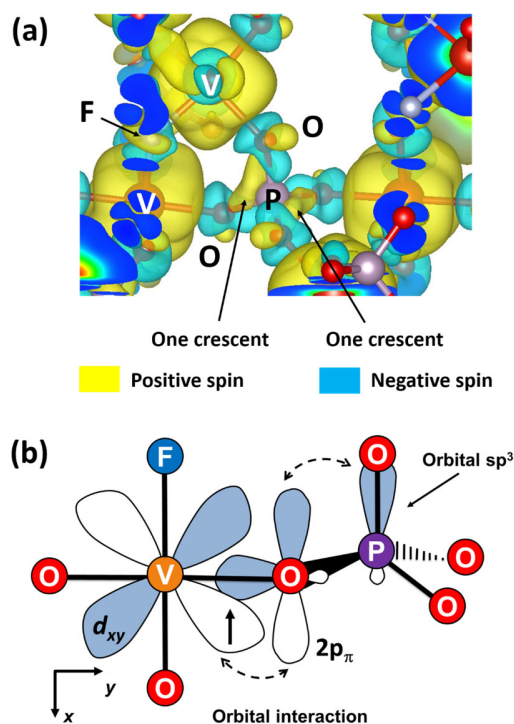 (a)
V
F
O
V
P
O
One crescent One crescent
Positive spin Negative spin
(b)
F
O
Orbital sp³
O V O P O
O
dxy
2pπ
O
y
x
Orbital interaction